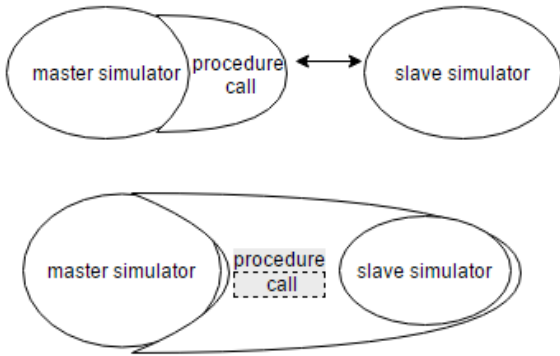 master simulator
procedure
call
slave simulator
master simulator
procedure
call
slave simulator